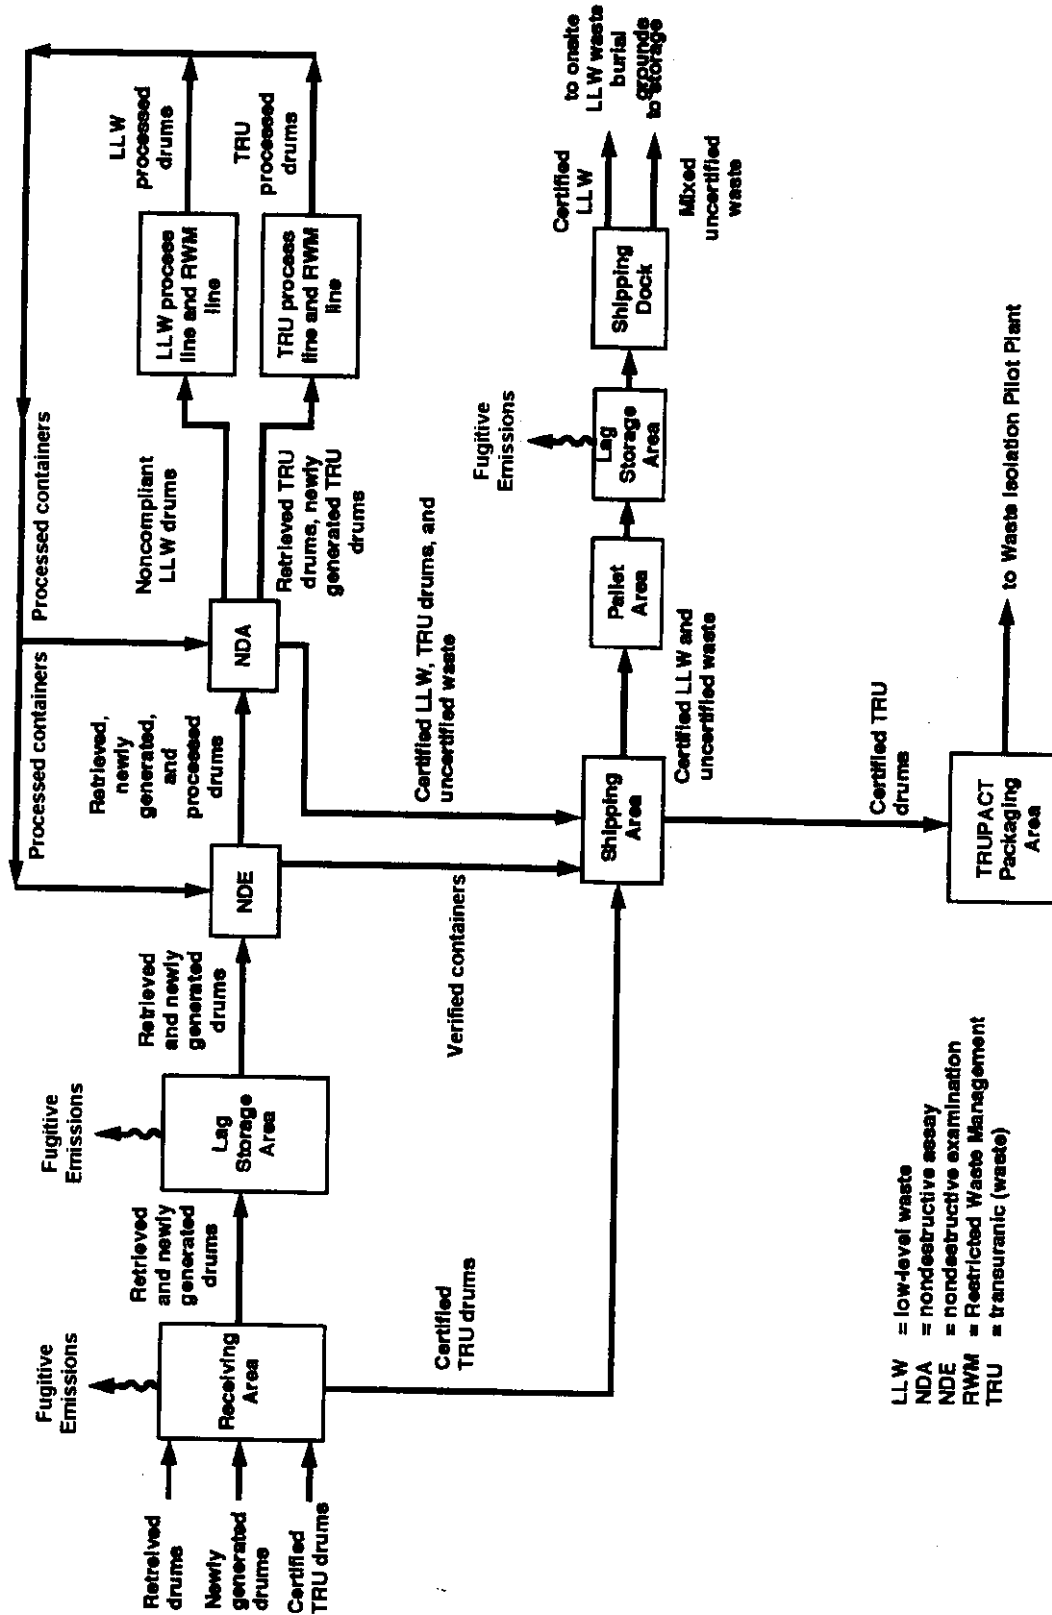 Retreived
drums
Newly
generated
drums
Certified
TRU drums
Fugitive
Emissions
Receiving
Area
Retrieved
and newly
generated
drums
Certified
TRU drums
Fugitive
Emissions
Lag
Storage
Area
Retrieved
and newly
generated
drums
NDE
Verified containers
Processed containers
Retrieved,
newly
generated,
and
processed
drums
NDA
Processed containers
Certified LLW, TRU drums, and
uncertified waste
Noncompliant
LLW drums
Retrieved TRU
drums, newly
generated TRU
drums
LLW process
line and RWM
line
TRU process
line and RWM
line
LLW
processed
drums
TRU
processed
drums
Shipping
Area
Certified LLW and
uncertified waste
Pallet
Area
Fugitive
Emissions
Lag
Storage
Area
Shipping
Dock
Certified
LLW
Mixed
uncertified
waste
to onsite
LLW waste
burial
grounds
to storage
Certified TRU
drums
TRUPACT
Packaging
Area
to Waste Isolation Pilot Plant
LLW = low-level waste
NDA = nondestructive assay
NDE = nondestructive examination
RWM = Restricted Waste Management
TRU = transuranic (waste)